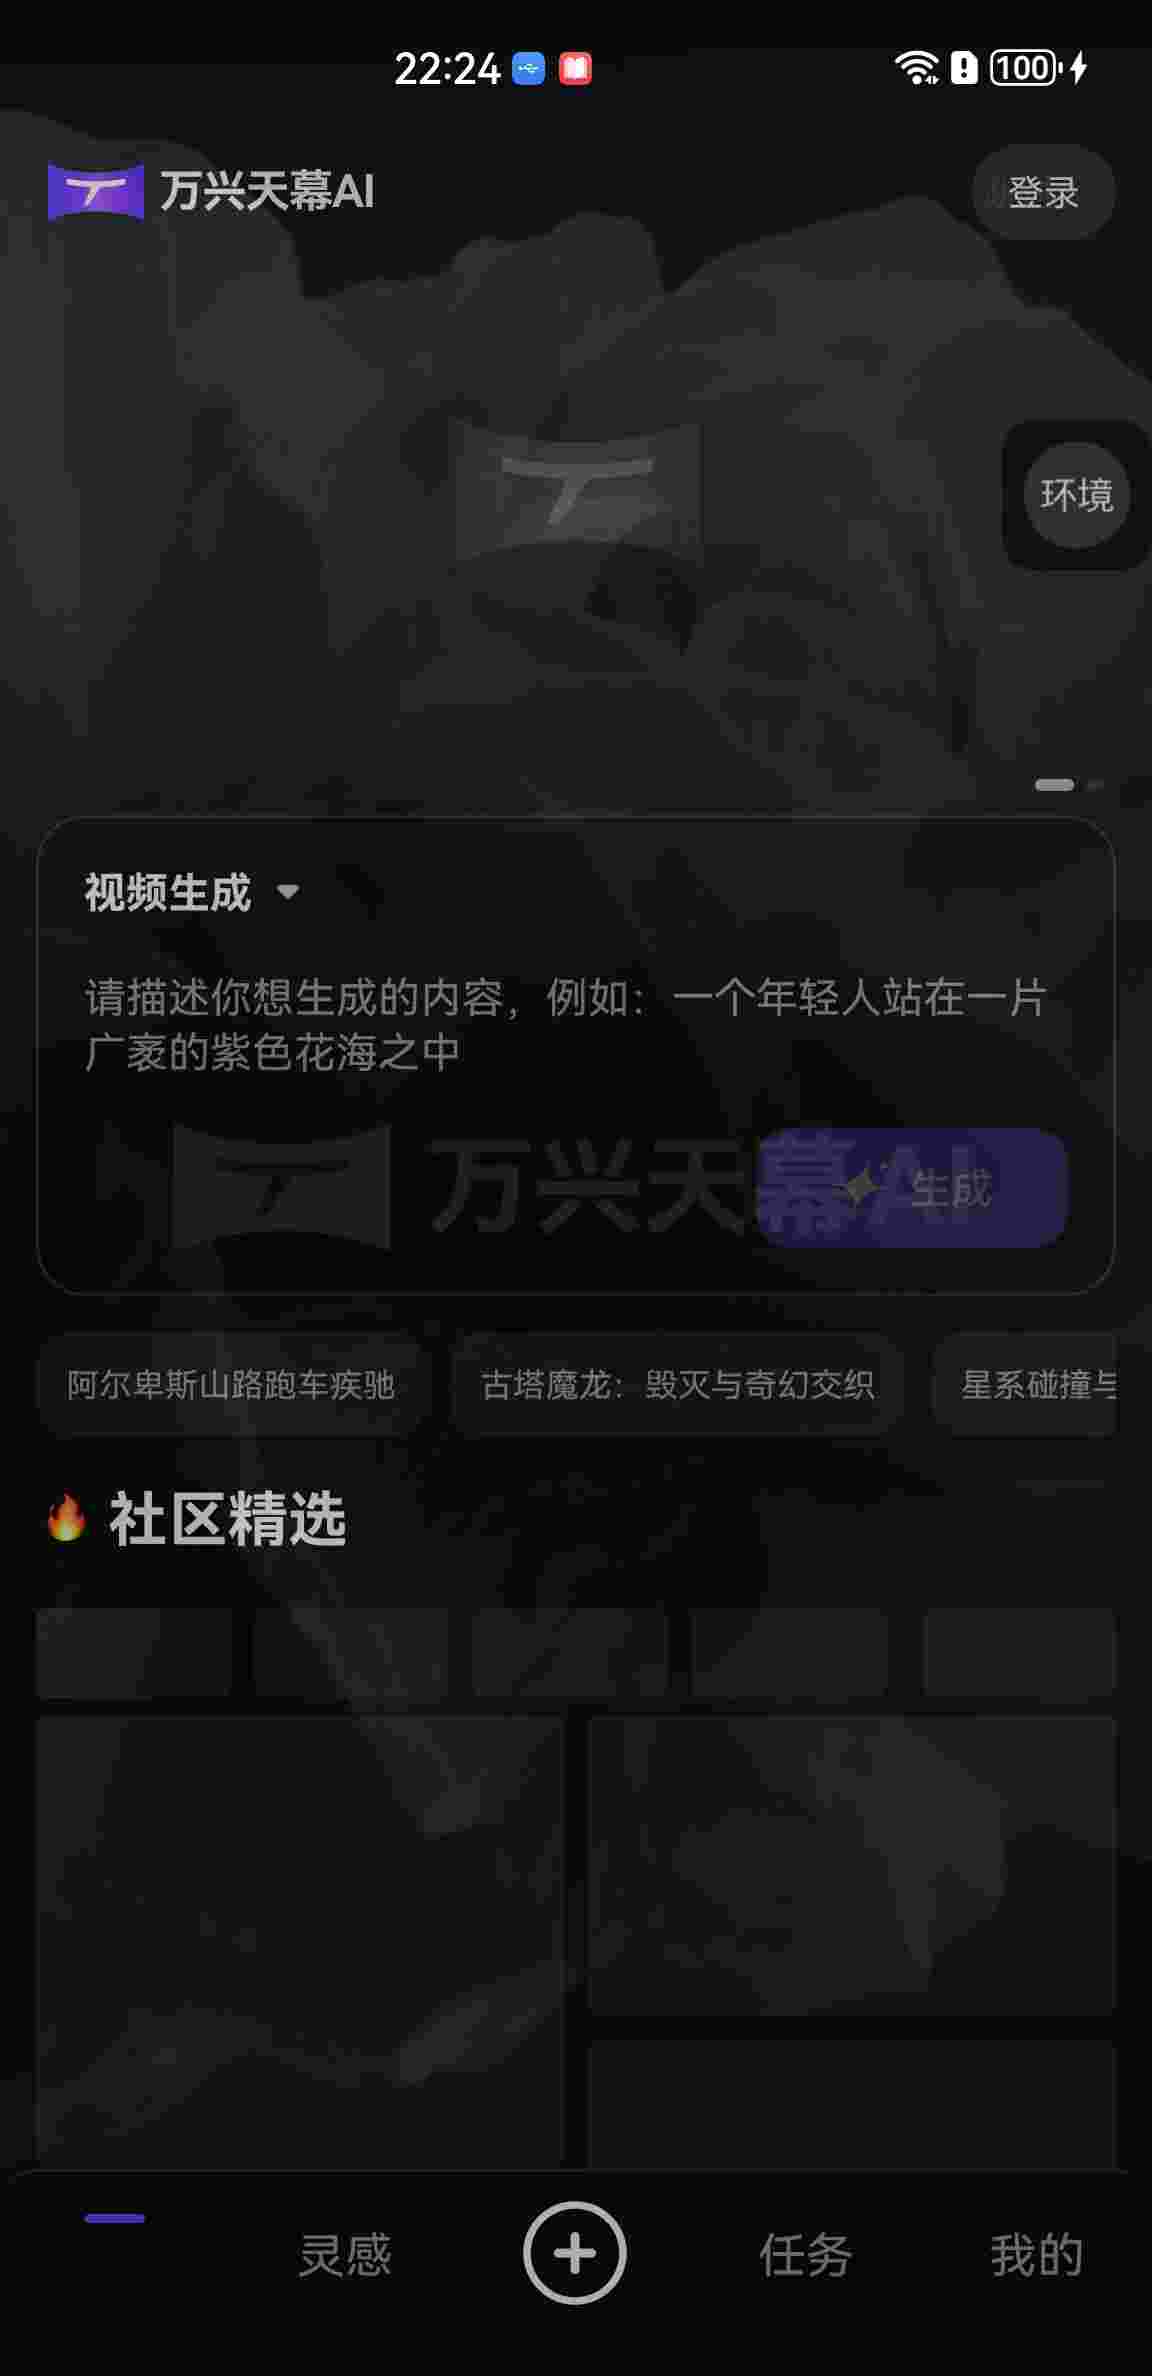 22:24
100
万兴天幕AI
登录
环境
视频生成
请描述你想生成的内容，例如：一个年轻人站在一片
广袤的紫色花海之中
万兴天幕AI
生成
阿尔卑斯山路跑车疾驰
古塔魔龙：毁灭与奇幻交织
星系碰撞与
社区精选
灵感
任务
我的